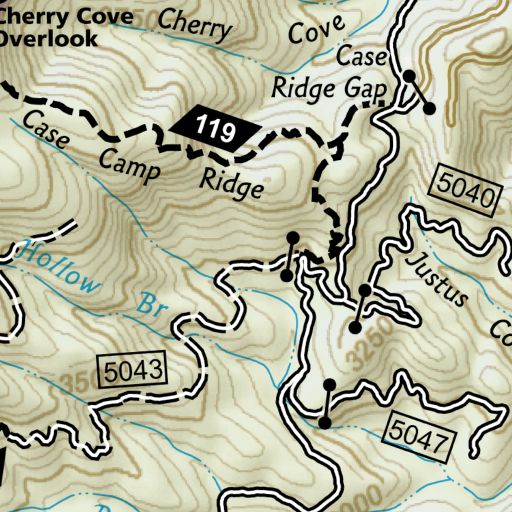 Cherry Cove
Overlook
Cherry Cove
Case
Ridge Gap
119
Case Camp Ridge
5040
Justus
Hollow Br
3250
5043
350
5047